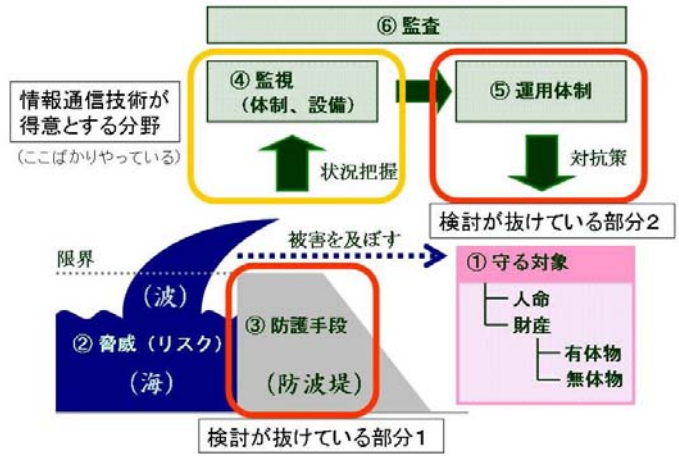 ⑥ 監査
情報通信技術が
得意とする分野
(ここばかりやっている)
④ 監視
(体制、設備)
⑤ 運用体制
状況把握
対抗策
検討が抜けている部分2
限界
被害を及ぼす
① 守る対象
人命
財産
有体物
無体物
(波)
② 脅威(リスク)
(海)
③ 防護手段
(防波堤)
検討が抜けている部分1